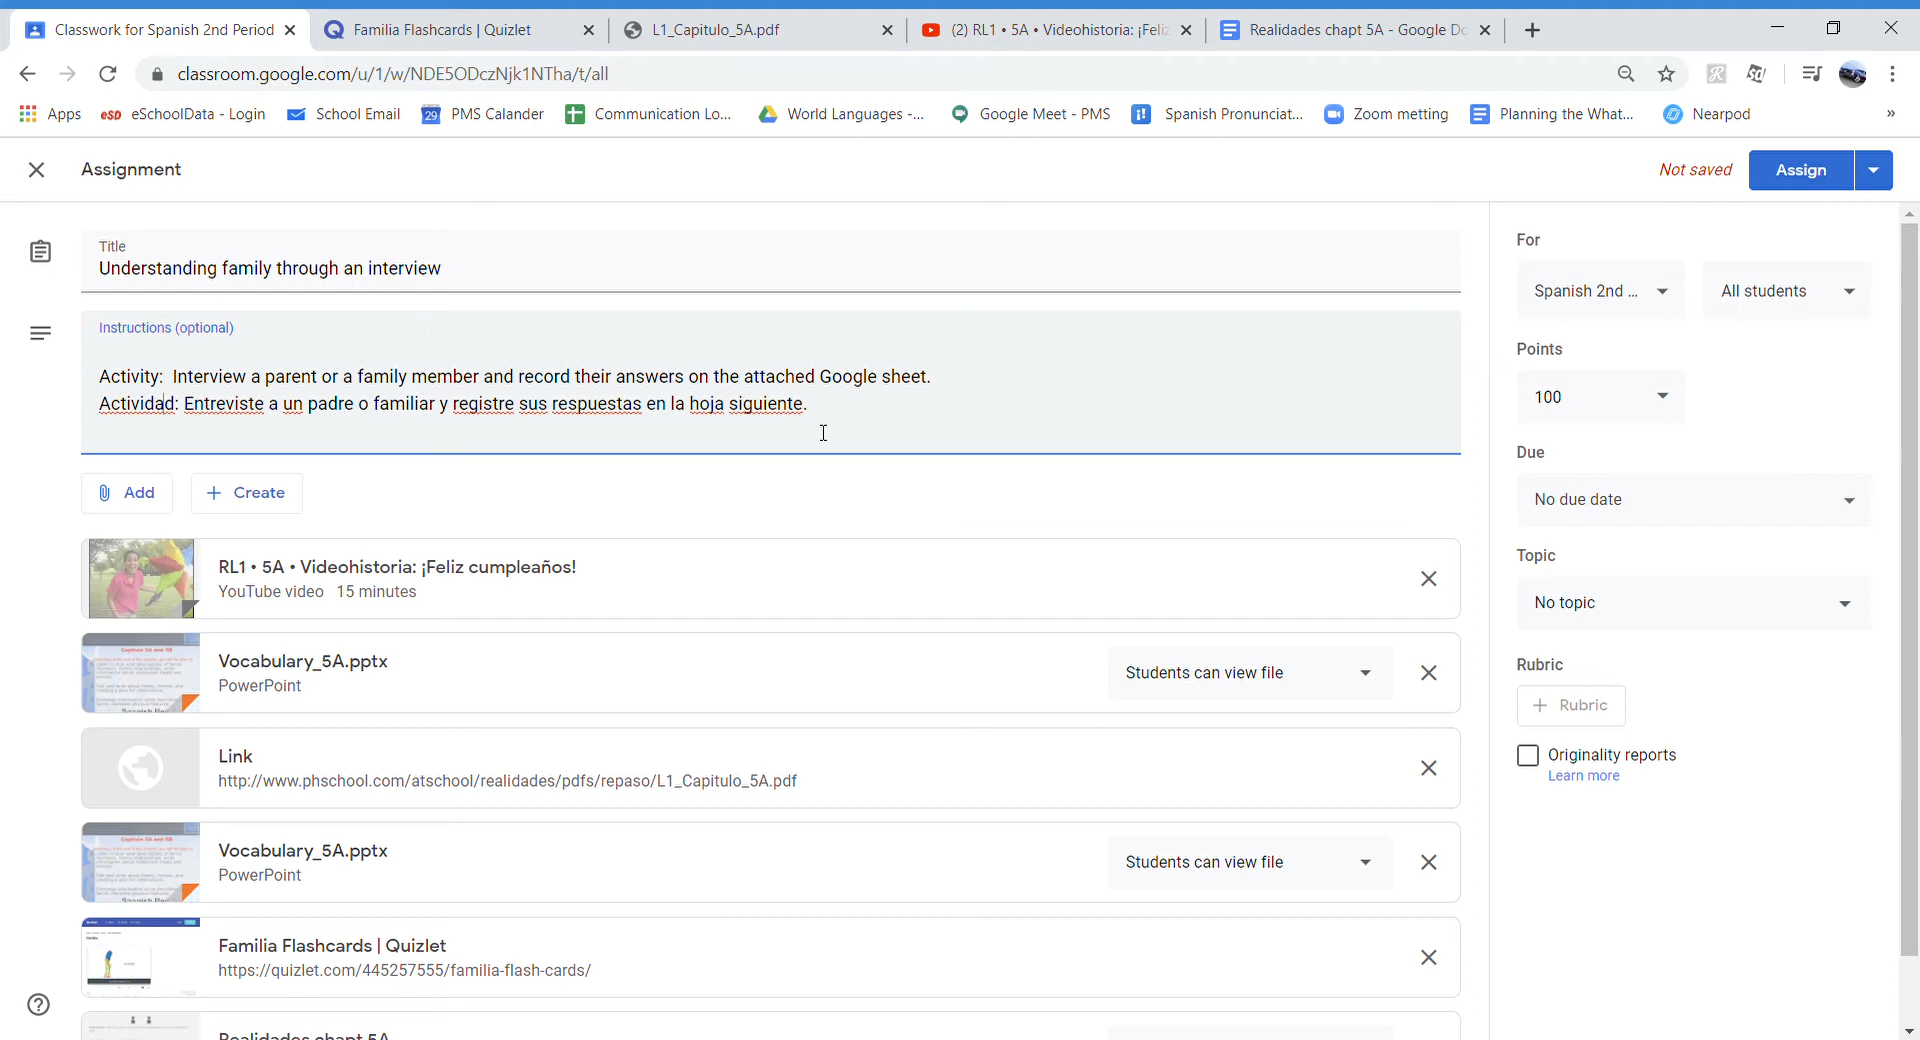 Classwork for Spanish 2nd Period
Familia Flashcards | Quizlet
L1_Capitulo_5A.pdf
(2) RL1 • 5A • Videohistoria: ¡Feliz
Realidades chapt 5A - Google Do
classroom.google.com/u/1/w/NDE5ODczNjk1NTha/t/all
Apps
esp eSchoolData - Login
School Email
29 PMS Calander
Communication Lo...
World Languages -...
Google Meet - PMS
Spanish Pronunciat...
Zoom metting
Planning the What...
Nearpod
»
Assignment
Not saved
Assign
Title
Understanding family through an interview
Instructions (optional)
Activity:  Interview a parent or a family member and record their answers on the attached Google sheet.
Actividad: Entreviste a un padre o familiar y registre sus respuestas en la hoja siguiente.
Add
Create
RL1 • 5A • Videohistoria: ¡Feliz cumpleaños!
YouTube video   15 minutes
Vocabulary_5A.pptx
PowerPoint
Students can view file
Link
http://www.phschool.com/atschool/realidades/pdfs/repaso/L1_Capitulo_5A.pdf
Vocabulary_5A.pptx
PowerPoint
Students can view file
Familia Flashcards | Quizlet
https://quizlet.com/445257555/familia-flash-cards/
Realidades chapt 5A
For
Spanish 2nd ...
All students
Points
100
Due
No due date
Topic
No topic
Rubric
+ Rubric
Originality reports
Learn more